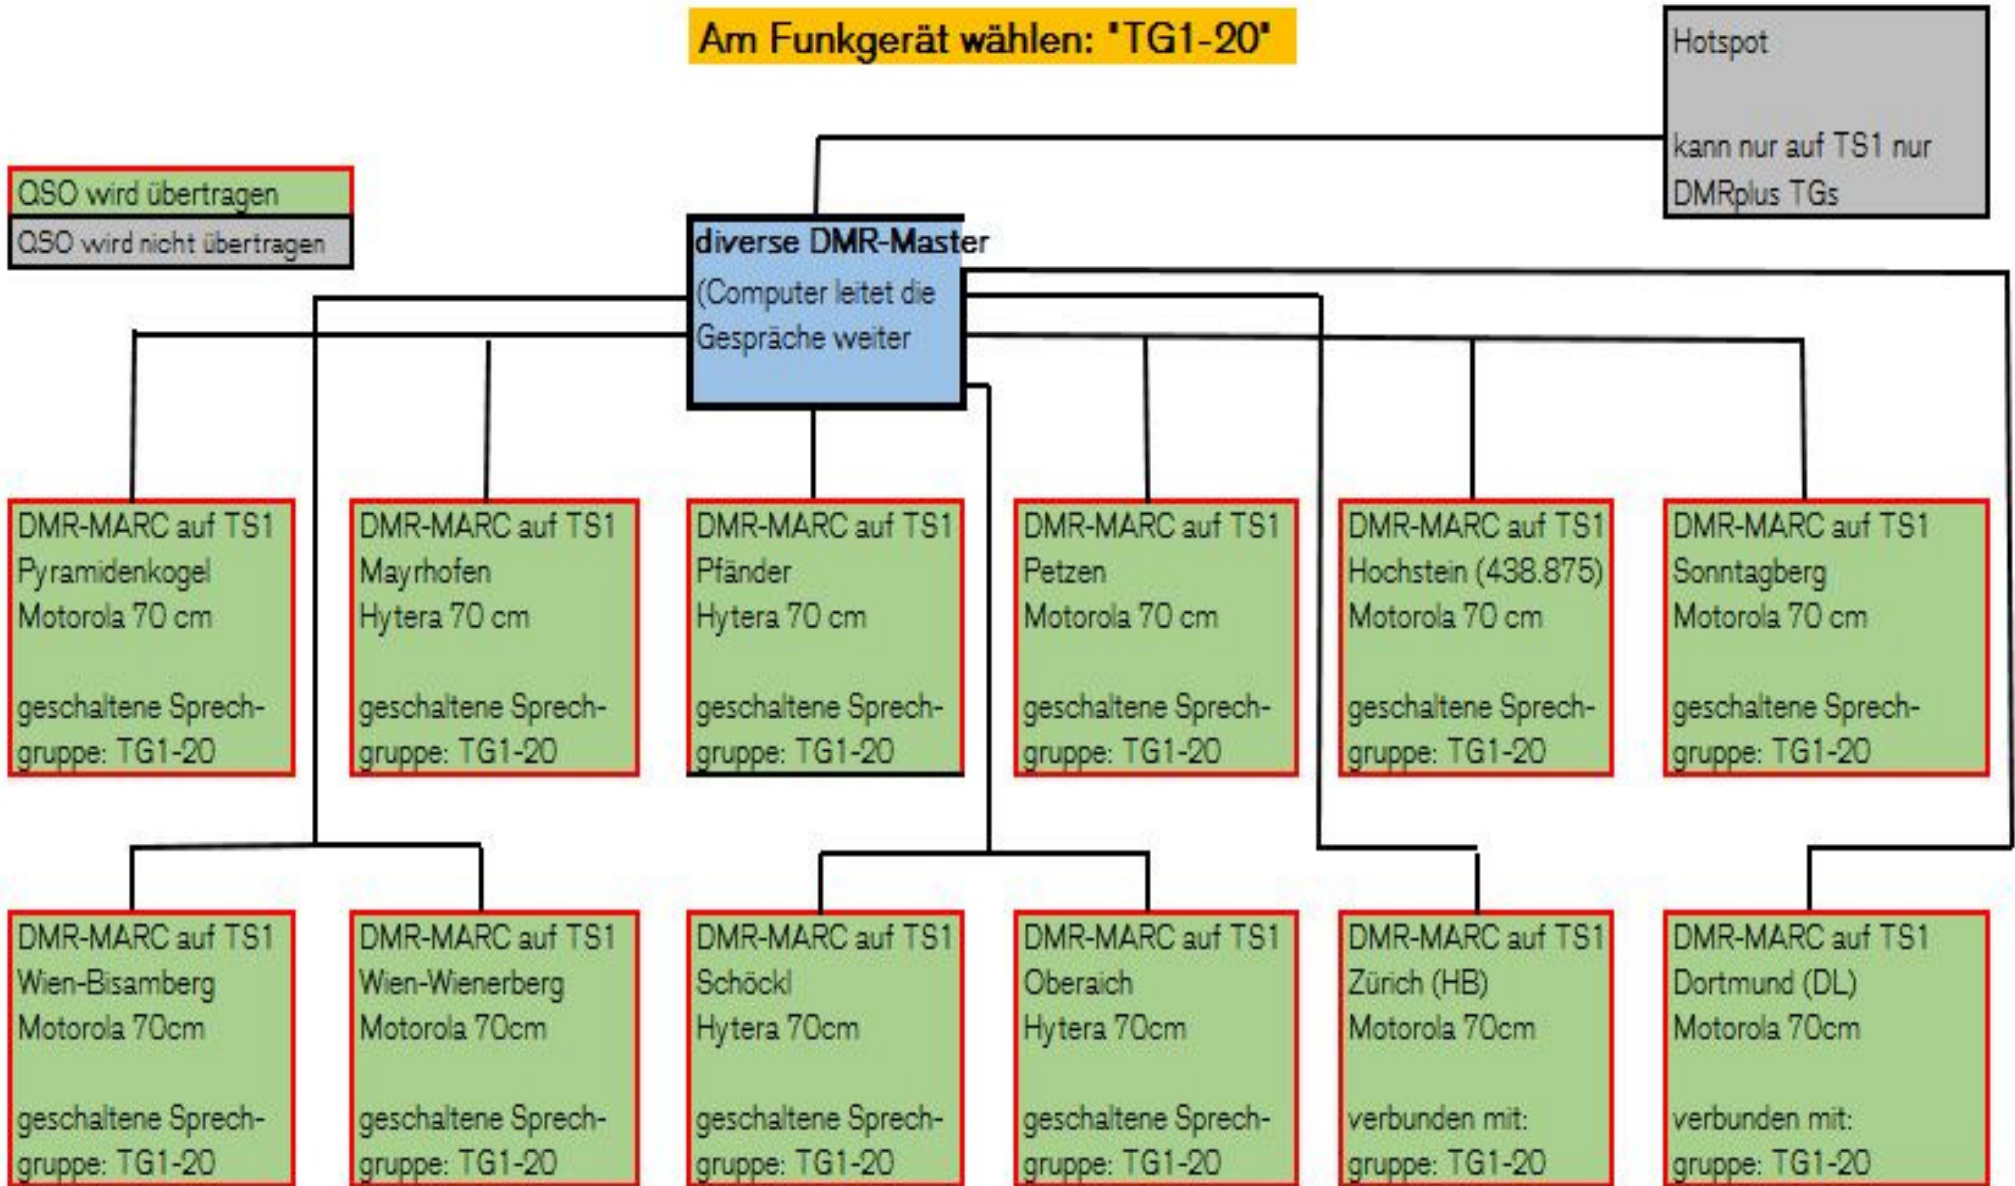 Am Funkgerät wählen: "TG1-20"
Hotspot
kann nur auf TS1 nur
DMRplus TGs
QSO wird übertragen
QSO wird nicht übertragen
diverse DMR-Master
(Computer leitet die
Gespräche weiter
DMR-MARC auf TS1
Pyramidenkogel
Motorola 70 cm
geschaltene Sprech-
gruppe: TG1-20
DMR-MARC auf TS1
Mayrhofen
Hytera 70 cm
geschaltene Sprech-
gruppe: TG1-20
DMR-MARC auf TS1
Pfänder
Hytera 70 cm
geschaltene Sprech-
gruppe: TG1-20
DMR-MARC auf TS1
Petzen
Motorola 70 cm
geschaltene Sprech-
gruppe: TG1-20
DMR-MARC auf TS1
Hochstein (438.875)
Motorola 70 cm
geschaltene Sprech-
gruppe: TG1-20
DMR-MARC auf TS1
Sonntagberg
Motorola 70 cm
geschaltene Sprech-
gruppe: TG1-20
DMR-MARC auf TS1
Wien-Bisamberg
Motorola 70cm
geschaltene Sprech-
gruppe: TG1-20
DMR-MARC auf TS1
Wien-Wienerberg
Motorola 70cm
geschaltene Sprech-
gruppe: TG1-20
DMR-MARC auf TS1
Schöckl
Hytera 70cm
geschaltene Sprech-
gruppe: TG1-20
DMR-MARC auf TS1
Oberaich
Hytera 70cm
geschaltene Sprech-
gruppe: TG1-20
DMR-MARC auf TS1
Zürich (HB)
Motorola 70cm
verbunden mit:
gruppe: TG1-20
DMR-MARC auf TS1
Dortmund (DL)
Motorola 70cm
verbunden mit:
gruppe: TG1-20